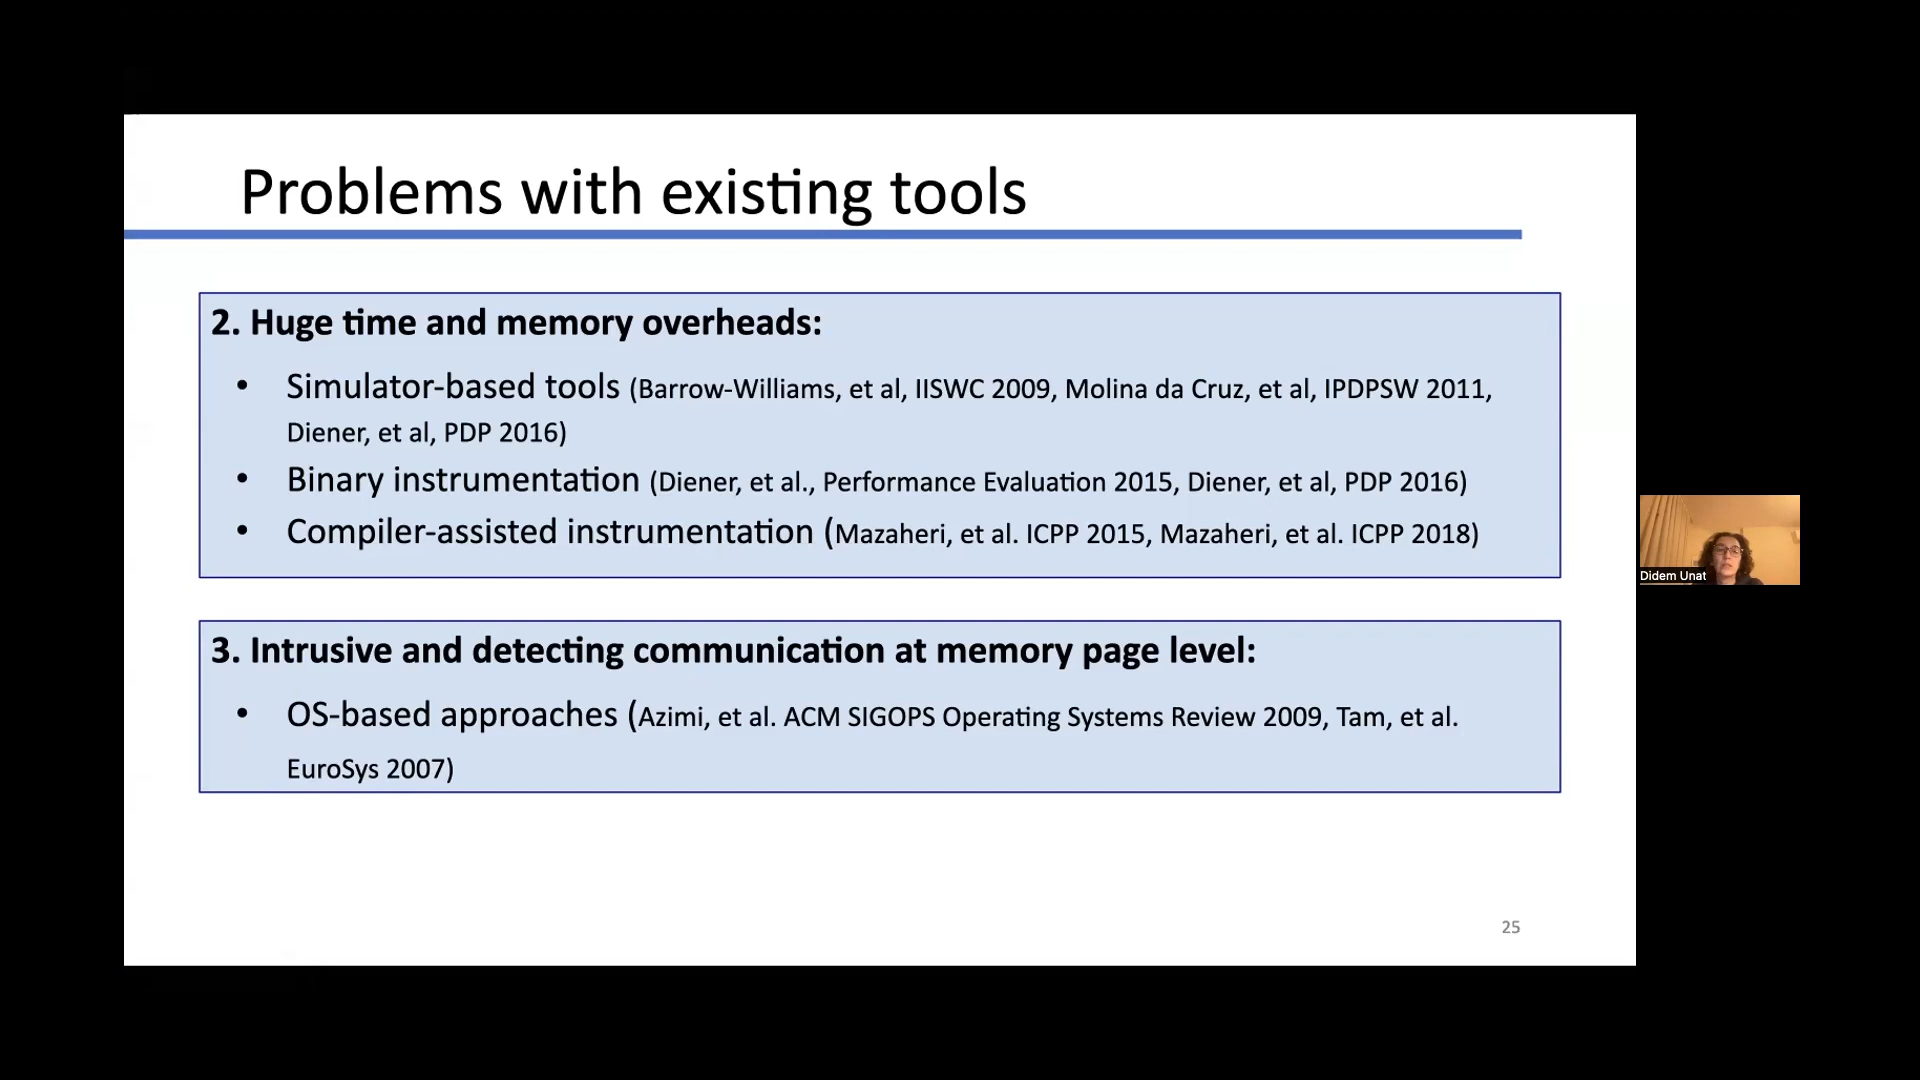 Problems with existing tools
2. Huge time and memory overheads:
• Simulator-based tools (Barrow-Williams, et al, IISWC 2009, Molina da Cruz, et al, IPDPSW 2011,
Diener, et al, PDP 2016)
• Binary instrumentation (Diener, et al., Performance Evaluation 2015, Diener, et al, PDP 2016)
• Compiler-assisted instrumentation (Mazaheri, et al. ICPP 2015, Mazaheri, et al. ICPP 2018)
Didem Unat
3. Intrusive and detecting communication at memory page level:
• OS-based approaches (Azimi, et al. ACM SIGOPS Operating Systems Review 2009, Tam, et al.
EuroSys 2007)
25